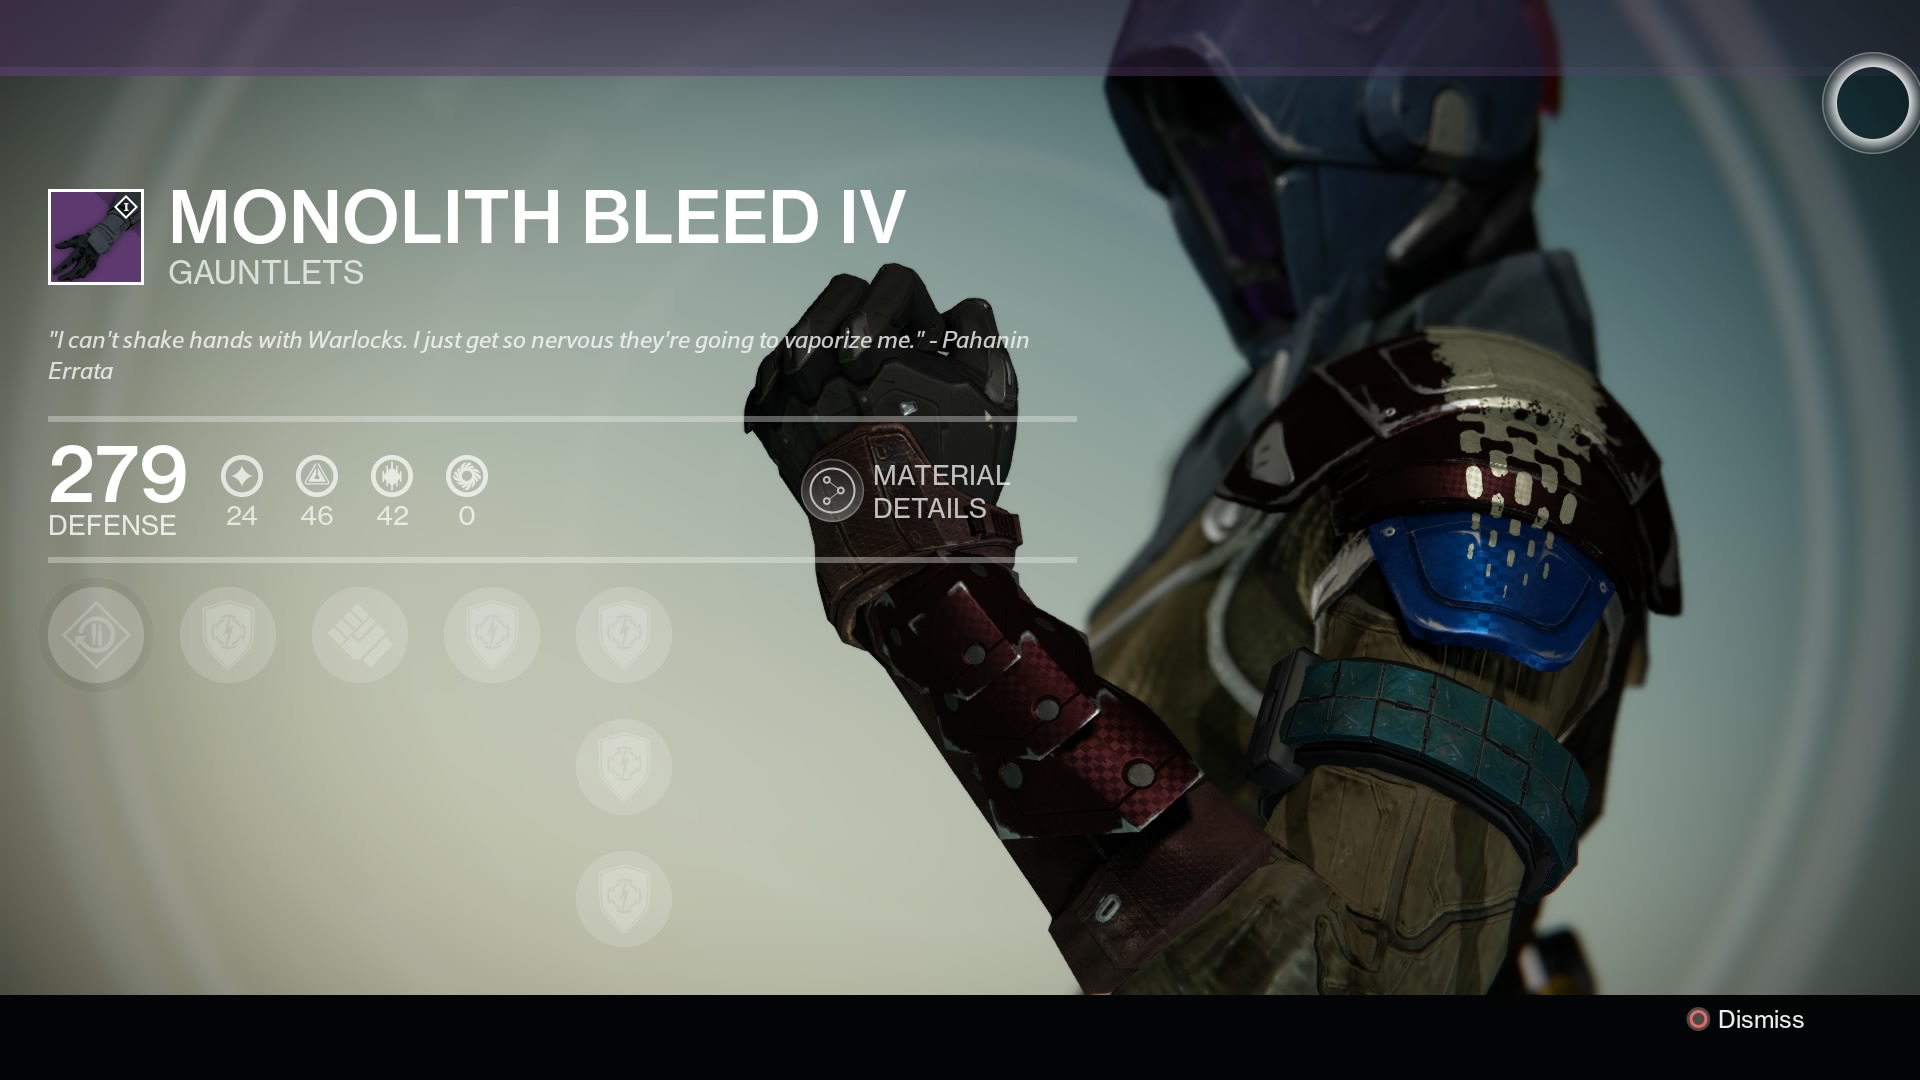 MONOLITH BLEED IV
GAUNTLETS
"I can't shake hands with Warlocks. I just get so nervous they're going to vaporize me." - Pahanin
Errata
279
DEFENSE
24 46 42 0
MATERIAL
DETAILS
Dismiss